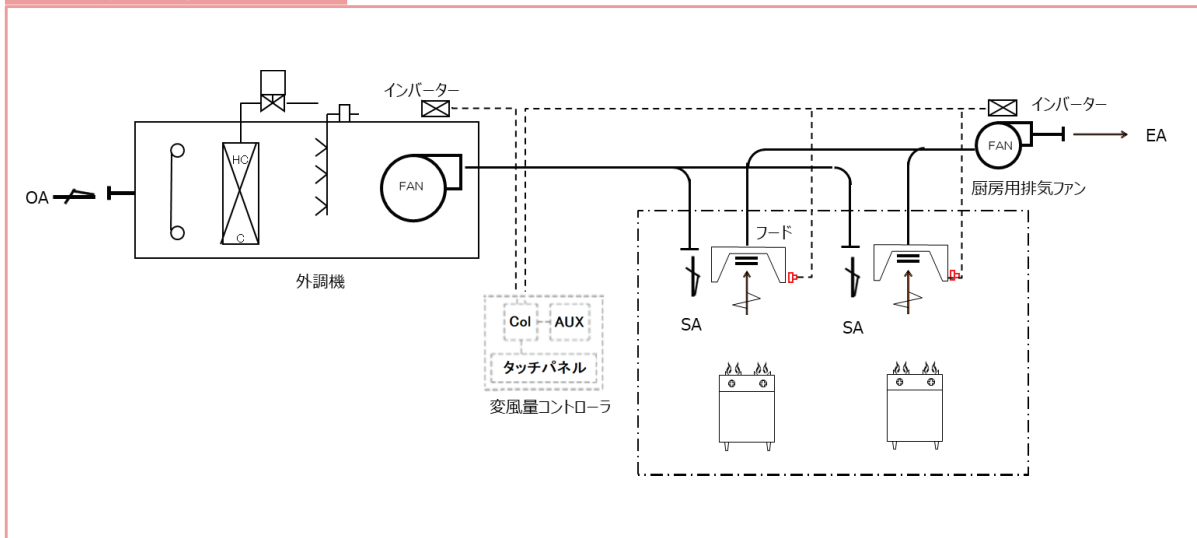 インバーター
インバーター
HC
C
FAN
FAN
OA
EA
厨房用排気ファン
フード
外調機
Col
AUX
タッチパネル
変風量コントローラ
SA
SA